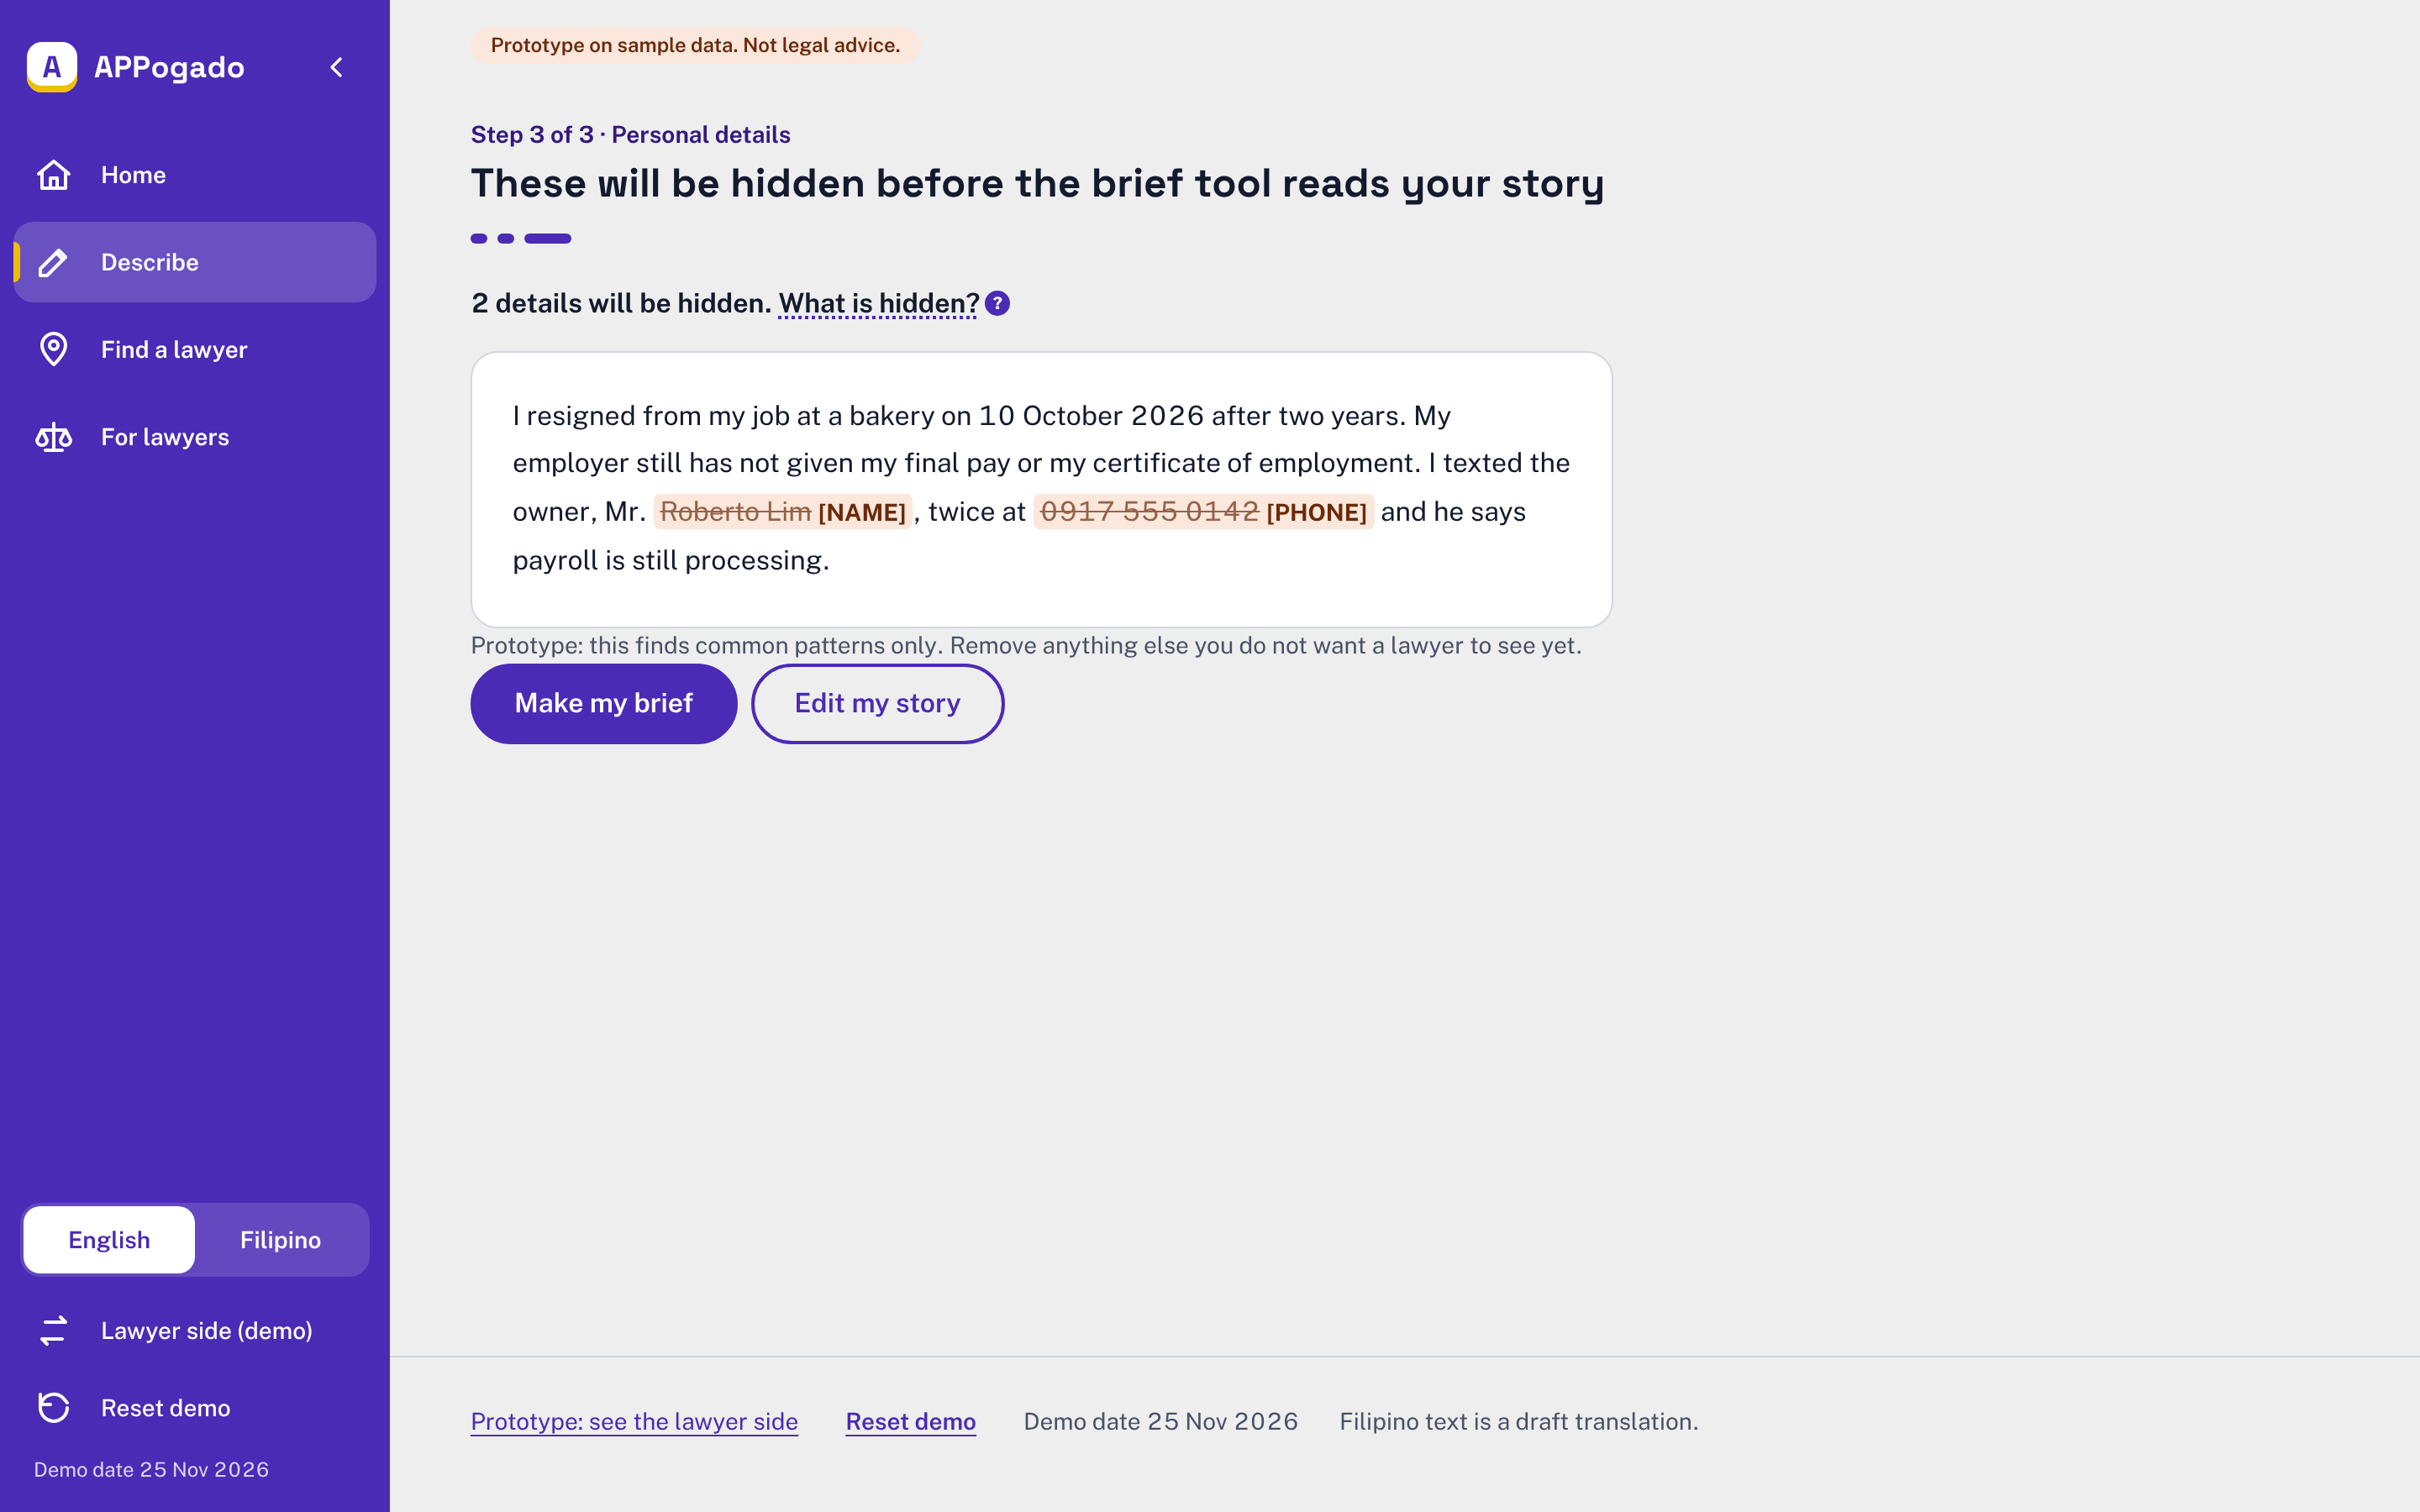 A APPogado
Home
Describe
Find a lawyer
For lawyers
English Filipino
Lawyer side (demo)
Reset demo
Demo date 25 Nov 2026
Prototype on sample data. Not legal advice.
Step 3 of 3 · Personal details
These will be hidden before the brief tool reads your story
2 details will be hidden. What is hidden? ?
I resigned from my job at a bakery on 10 October 2026 after two years. My
employer still has not given my final pay or my certificate of employment. I texted the
owner, Mr. Roberto Lim [NAME], twice at 0917 555 0142 [PHONE] and he says
payroll is still processing.
Prototype: this finds common patterns only. Remove anything else you do not want a lawyer to see yet.
Make my brief Edit my story
Prototype: see the lawyer side Reset demo Demo date 25 Nov 2026 Filipino text is a draft translation.